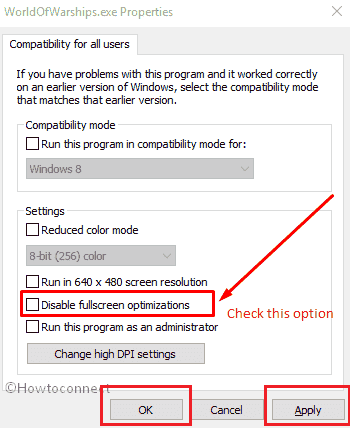 WorldOfWarships.exe Properties
Compatibility for all users
If you have problems with this program and it worked correctly
on an earlier version of Windows, select the compatibility mode
that matches that earlier version.
Compatibility mode
Run this program in compatibility mode for:
Windows 8
Settings
Reduced color mode
8-bit (256) color
Run in 640 x 480 screen resolution
Disable fullscreen optimizations
Check this option
Run this program as an administrator
Change high DPI settings
©Howtoconnect
OK
Cancel
Apply